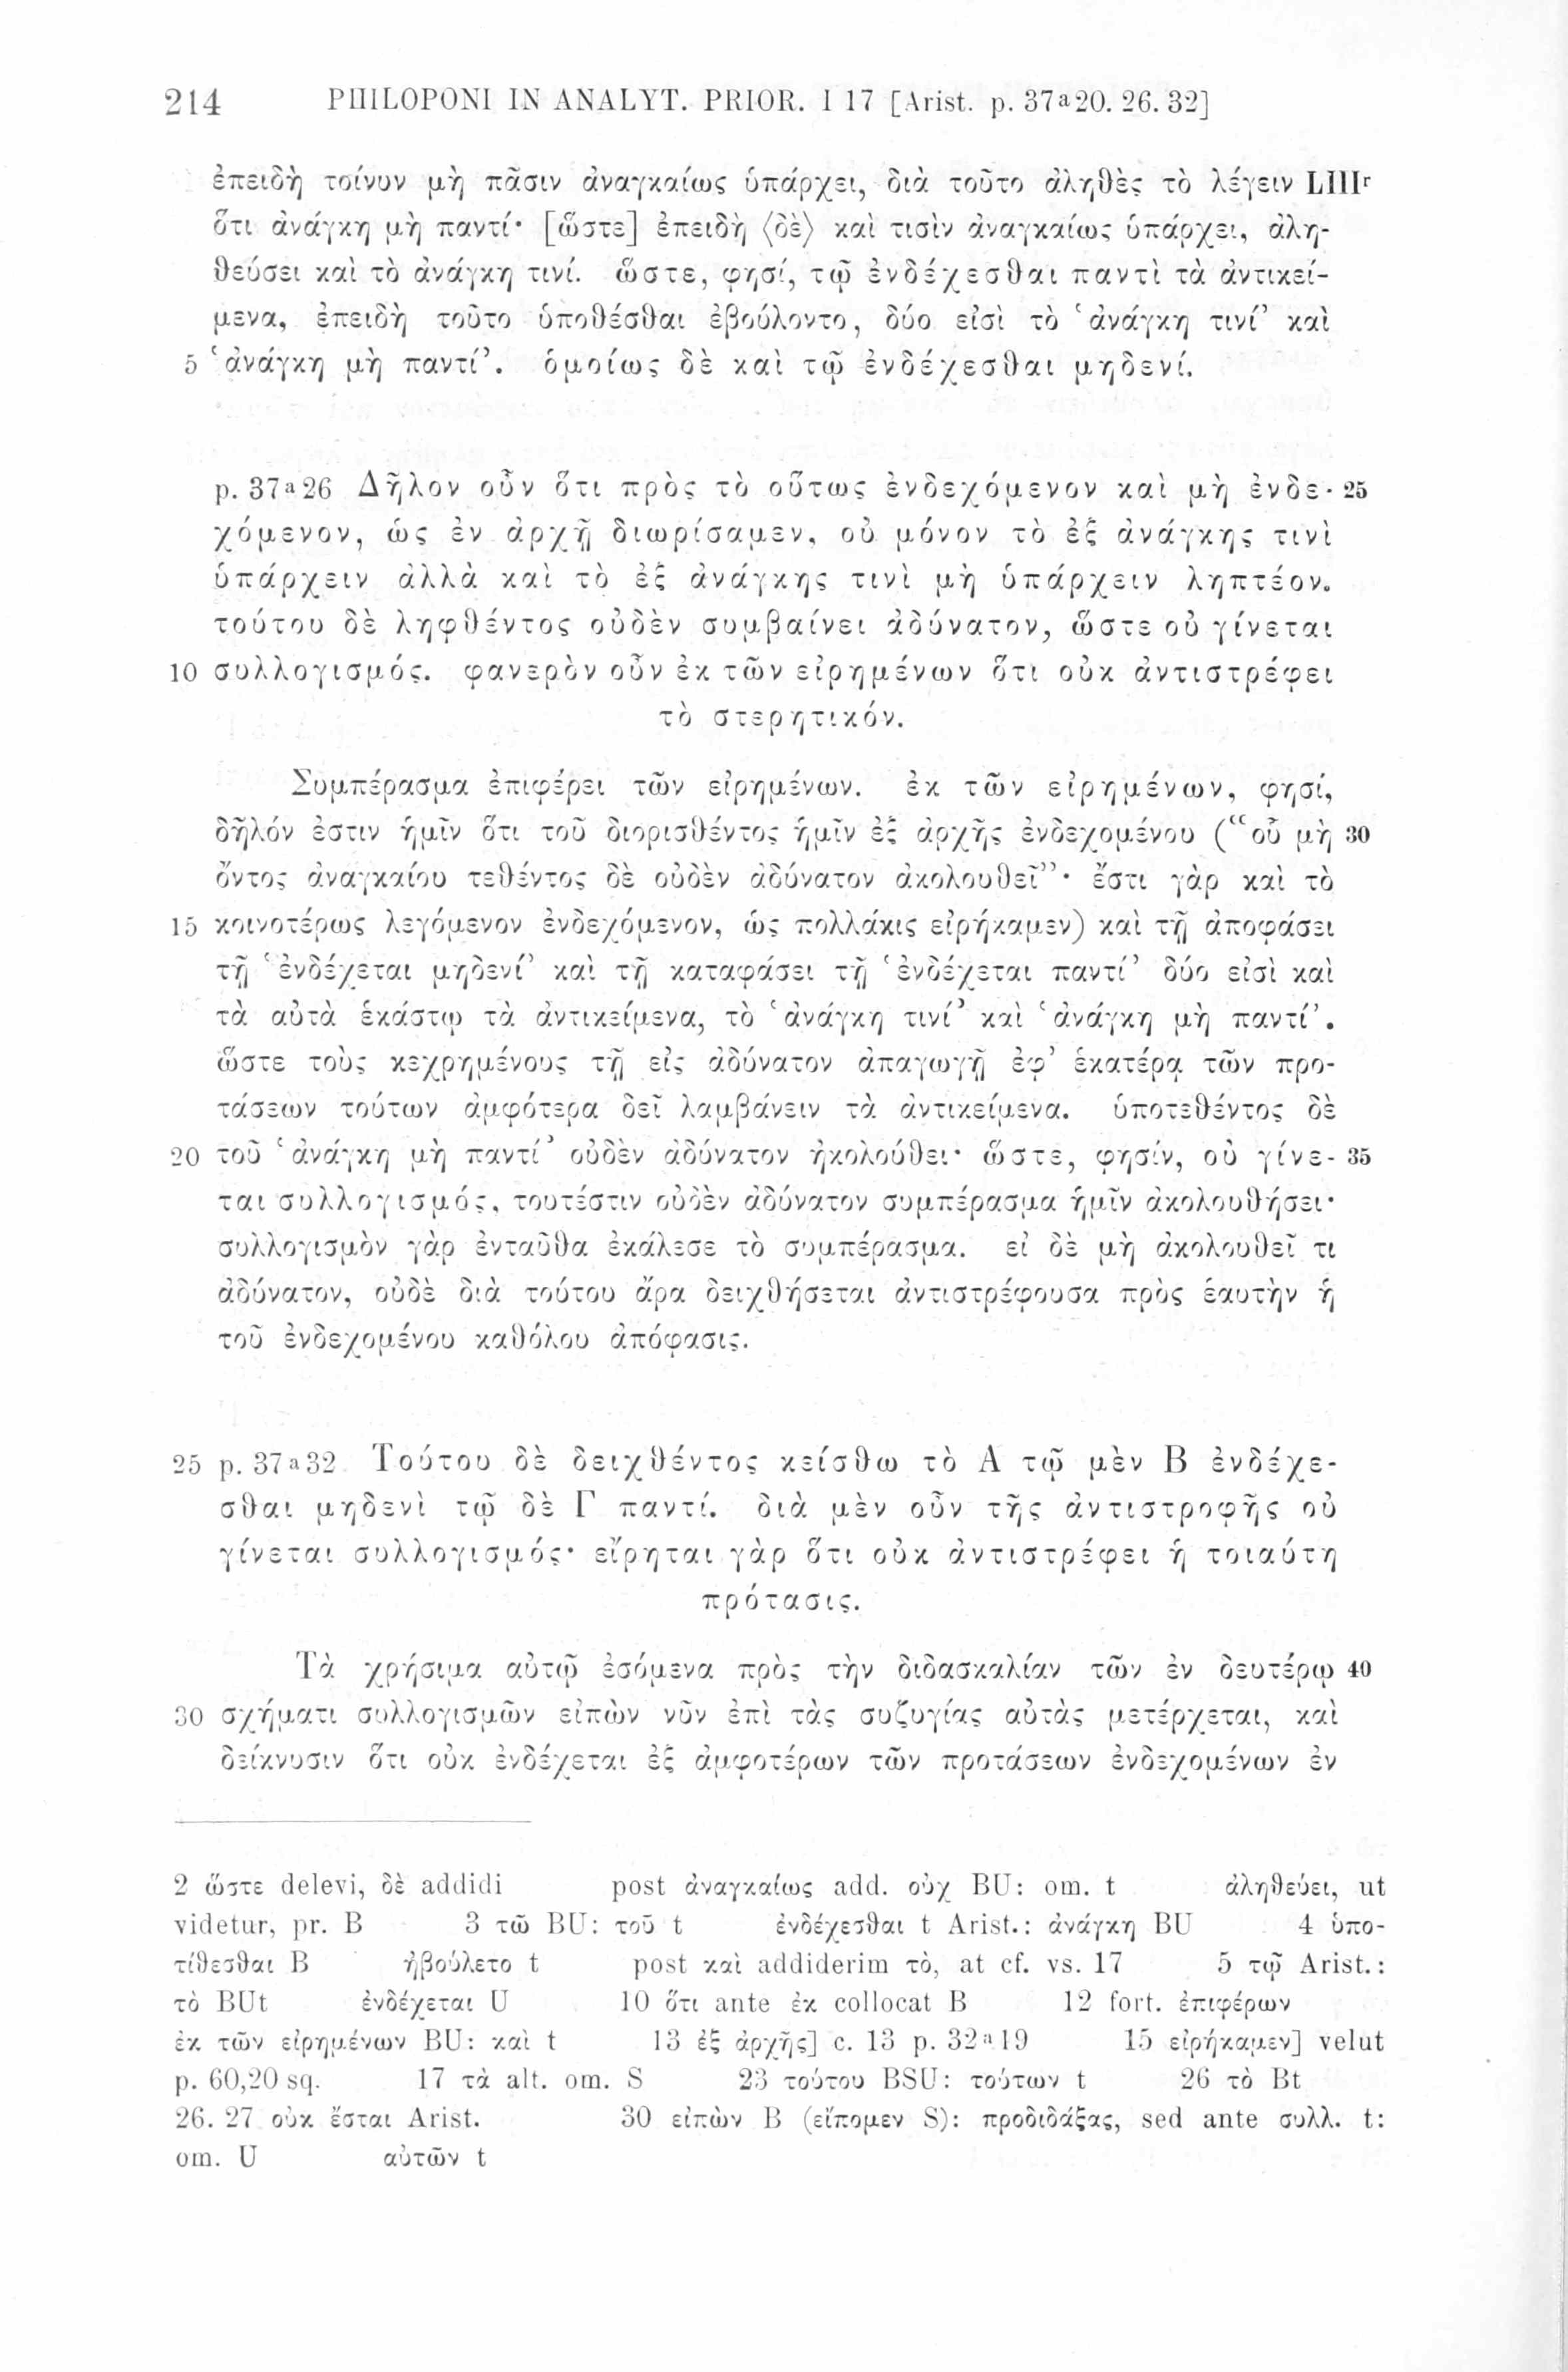 214 PHILOPONI IN ANALYT. PRIOR. I 17 [Arist. p. 37a20. 26. 32]
ἐπειδὴ τοίνυν μὴ πᾶσιν ἀναγκαίως ὑπάρχει, διὰ τοῦτο ἀληθὲς τὸ λέγειν LIIIr
ὅτι ἀνάγκη μὴ παντί· [ὥστε] ἐπειδὴ ⟨δὲ⟩ καὶ τισὶν ἀναγκαίως ὑπάρχει, ἀλη-
θεύσει καὶ τὸ ἀνάγκη τινί. ὥστε, φησί, τῷ ἐνδέχεσθαι παντὶ τὰ ἀντικεί-
μενα, ἐπειδὴ τοῦτο ὑποθέσθαι ἐβούλοντο, δύο εἰσὶ τὸ ‘ἀνάγκη τινί’ καὶ
5 ‘ἀνάγκη μὴ παντί’. ὁμοίως δὲ καὶ τῷ ἐνδέχεσθαι μηδενί.
p. 37a26 Δῆλον οὖν ὅτι πρὸς τὸ οὕτως ἐνδεχόμενον καὶ μὴ ἐνδε- 25
χόμενον, ὡς ἐν ἀρχῇ διωρίσαμεν, οὐ μόνον τὸ ἐξ ἀνάγκης τινὶ
ὑπάρχειν ἀλλὰ καὶ τὸ ἐξ ἀνάγκης τινὶ μὴ ὑπάρχειν ληπτέον.
τούτου δὲ ληφθέντος οὐδὲν συμβαίνει ἀδύνατον, ὥστε οὐ γίνεται
10 συλλογισμός. φανερὸν οὖν ἐκ τῶν εἰρημένων ὅτι οὐκ ἀντιστρέφει
τὸ στερητικόν.
Συμπέρασμα ἐπιφέρει τῶν εἰρημένων. ἐκ τῶν εἰρημένων, φησί,
δῆλόν ἐστιν ἡμῖν ὅτι τοῦ διορισθέντος ἡμῖν ἐξ ἀρχῆς ἐνδεχομένου (“οὗ μὴ 30
ὄντος ἀναγκαίου τεθέντος δὲ οὐδὲν ἀδύνατον ἀκολουθεῖ”· ἔστι γὰρ καὶ τὸ
15 κοινοτέρως λεγόμενον ἐνδεχόμενον, ὡς πολλάκις εἰρήκαμεν) καὶ τῇ ἀποφάσει
τῇ ‘ἐνδέχεται μηδενί’ καὶ τῇ καταφάσει τῇ ‘ἐνδέχεται παντί’ δύο εἰσὶ καὶ
τὰ αὐτὰ ἑκάστῳ τὰ ἀντικείμενα, τὸ ‘ἀνάγκη τινί’ καὶ ‘ἀνάγκη μὴ παντί’.
ὥστε τοὺς κεχρημένους τῇ εἰς ἀδύνατον ἀπαγωγῇ ἐφ’ ἑκατέρᾳ τῶν προ-
τάσεων τούτων ἀμφότερα δεῖ λαμβάνειν τὰ ἀντικείμενα. ὑποτεθέντος δὲ
20 τοῦ ‘ἀνάγκη μὴ παντί’ οὐδὲν ἀδύνατον ἠκολούθει· ὥστε, φησίν, οὐ γίνε- 35
ται συλλογισμός, τουτέστιν οὐδὲν ἀδύνατον συμπέρασμα ἡμῖν ἀκολουθήσει·
συλλογισμὸν γὰρ ἐνταῦθα ἐκάλεσε τὸ συμπέρασμα. εἰ δὲ μὴ ἀκολουθεῖ τι
ἀδύνατον, οὐδὲ διὰ τούτου ἄρα δειχθήσεται ἀντιστρέφουσα πρὸς ἑαυτὴν ἡ
τοῦ ἐνδεχομένου καθόλου ἀπόφασις.
25 p. 37a32 Τούτου δὲ δειχθέντος κείσθω τὸ Α τῷ μὲν Β ἐνδέχε-
σθαι μηδενὶ τῷ δὲ Γ παντί. διὰ μὲν οὖν τῆς ἀντιστροφῆς οὐ
γίνεται συλλογισμός· εἴρηται γὰρ ὅτι οὐκ ἀντιστρέφει ἡ τοιαύτη
πρότασις.
Τὰ χρήσιμα αὐτῷ ἐσόμενα πρὸς τὴν διδασκαλίαν τῶν ἐν δευτέρῳ 40
30 σχήματι συλλογισμῶν εἰπὼν νῦν ἐπὶ τὰς συζυγίας αὐτὰς μετέρχεται, καὶ
δείκνυσιν ὅτι οὐκ ἐνδέχεται ἐξ ἀμφοτέρων τῶν προτάσεων ἐνδεχομένων ἐν
2 ὥστε delevi, δὲ addidi post ἀναγκαίως add. οὐχ BU: om. t ἀληθεύει, ut
videtur, pr. B 3 τῶ BU: τοῦ t ἐνδέχεσθαι t Arist.: ἀνάγκη BU 4 ὑπο-
τίθεσθαι B ἠβούλετο t post καὶ addiderim τὸ, at cf. vs. 17 5 τῷ Arist.:
τὸ BUt ἐνδέχεται U 10 ὅτι ante ἐκ collocat B 12 fort. ἐπιφέρων
ἐκ τῶν εἰρημένων BU: καὶ t 13 ἐξ ἀρχῆς] c. 13 p. 32a19 15 εἰρήκαμεν] velut
p. 60,20 sq. 17 τὰ alt. om. S 23 τούτου BSU: τούτων t 26 τὸ Bt
26. 27 οὐκ ἔσται Arist. 30 εἰπὼν B (εἴπομεν S): προδιδάξας, sed ante συλλ. t:
om. U αὐτῶν t